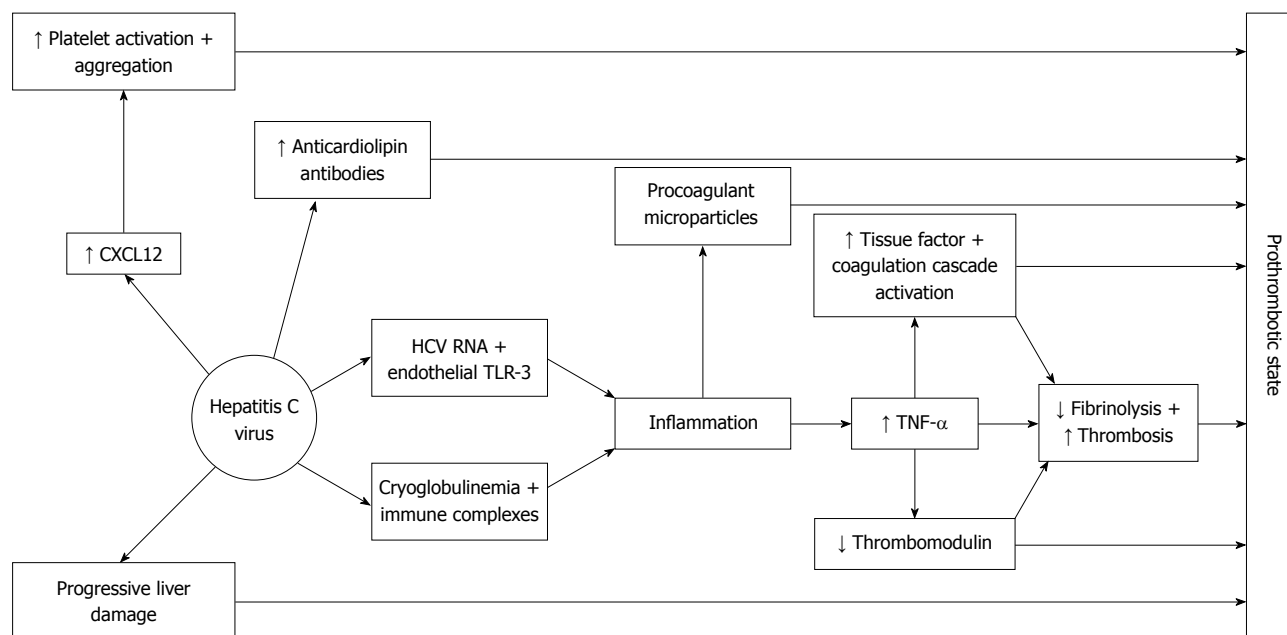 ↑ Platelet activation +
aggregation
↑ Anticardiolipin
antibodies
Procoagulant
microparticles
↑ CXCL12
↑ Tissue factor +
coagulation cascade
activation
Prothrombotic state
HCV RNA +
endothelial TLR-3
Hepatitis C
virus
Inflammation
↑ TNF-α
↓ Fibrinolysis +
↑ Thrombosis
Cryoglobulinemia +
immune complexes
↓ Thrombomodulin
Progressive liver
damage